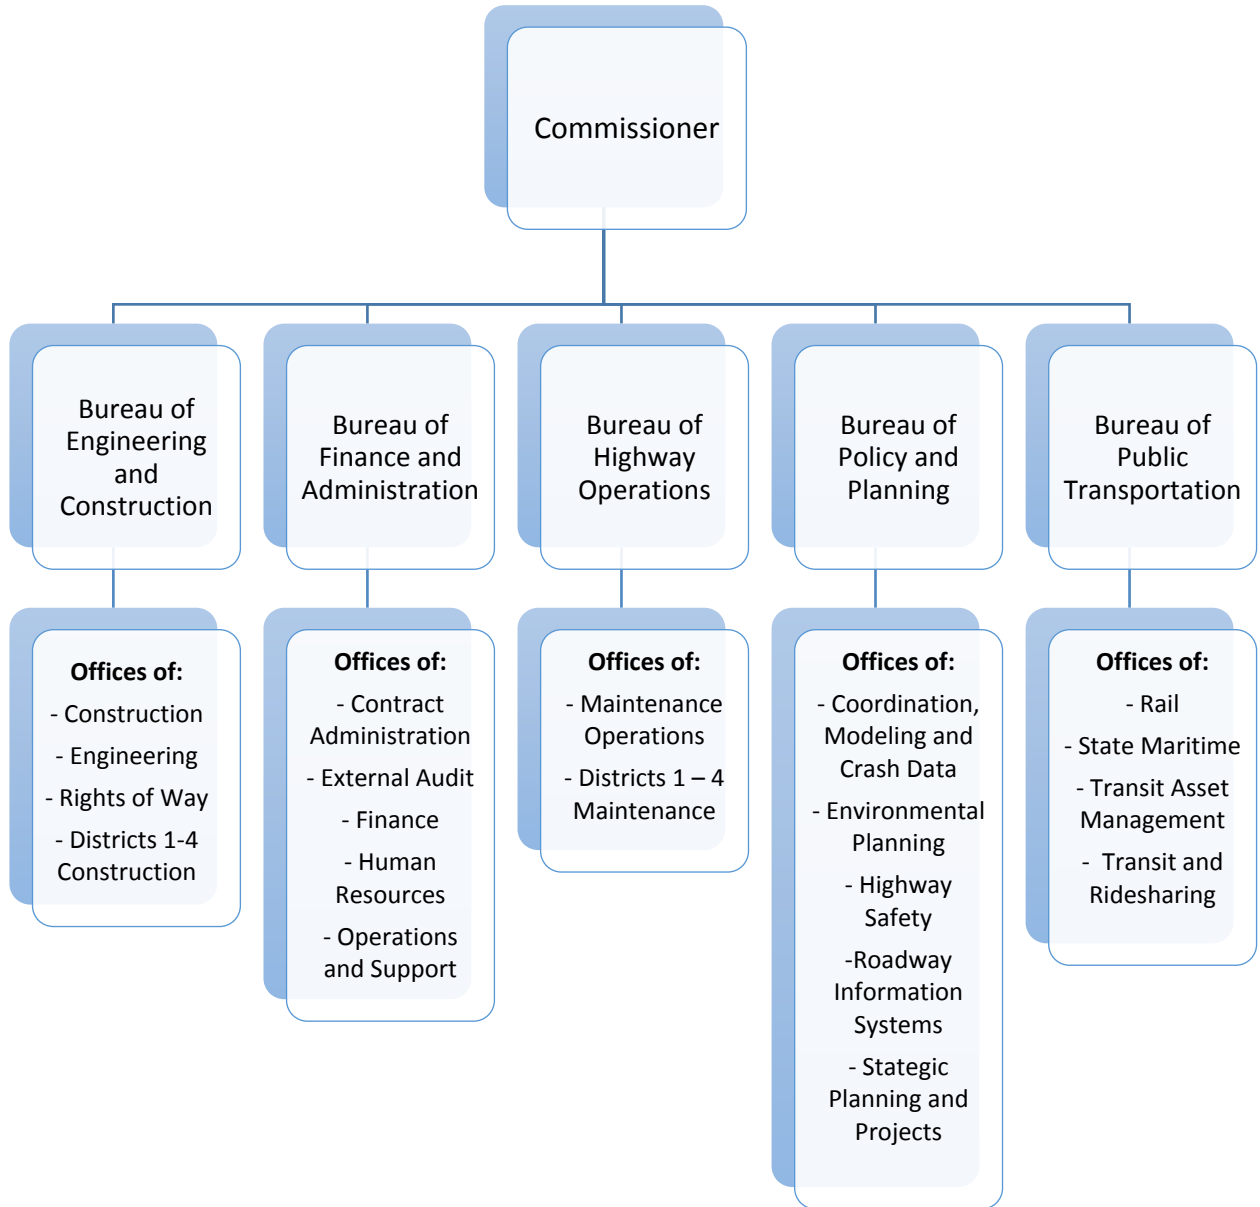 Commissioner
Bureau of
Engineering
and
Construction
Bureau of
Finance and
Administration
Bureau of
Highway
Operations
Bureau of
Policy and
Planning
Bureau of
Public
Transportation
Offices of:
- Construction
- Engineering
- Rights of Way
- Districts 1-4
Construction
Offices of:
- Contract
Administration
- External Audit
- Finance
- Human
Resources
- Operations
and Support
Offices of:
- Maintenance
Operations
- Districts 1 – 4
Maintenance
Offices of:
- Coordination,
Modeling and
Crash Data
- Environmental
Planning
- Highway
Safety
-Roadway
Information
Systems
- Stategic
Planning and
Projects
Offices of:
- Rail
- State Maritime
- Transit Asset
Management
- Transit and
Ridesharing